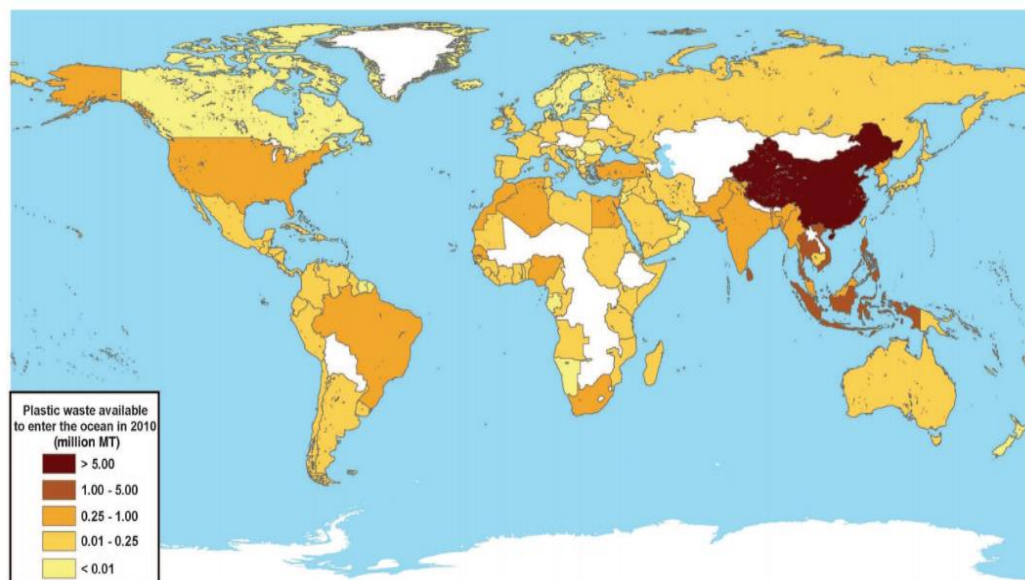 Plastic waste available
to enter the ocean in 2010
(million MT)
> 5.00
1.00 - 5.00
0.25 - 1.00
0.01 - 0.25
< 0.01